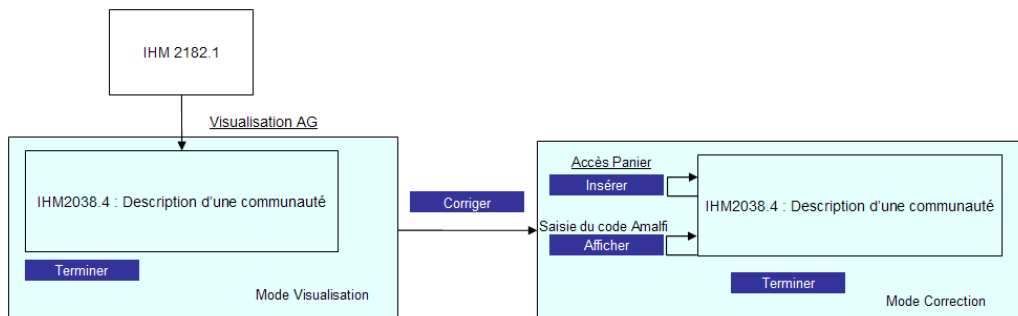 IHM 2182.1
Visualisation AG
IHM2038.4 : Description d'une communauté
Terminer
Mode Visualisation
Corriger
Accès Panier
Insérer
Saisie du code Amalfi
Afficher
IHM2038.4 : Description d'une communauté
Terminer
Mode Correction